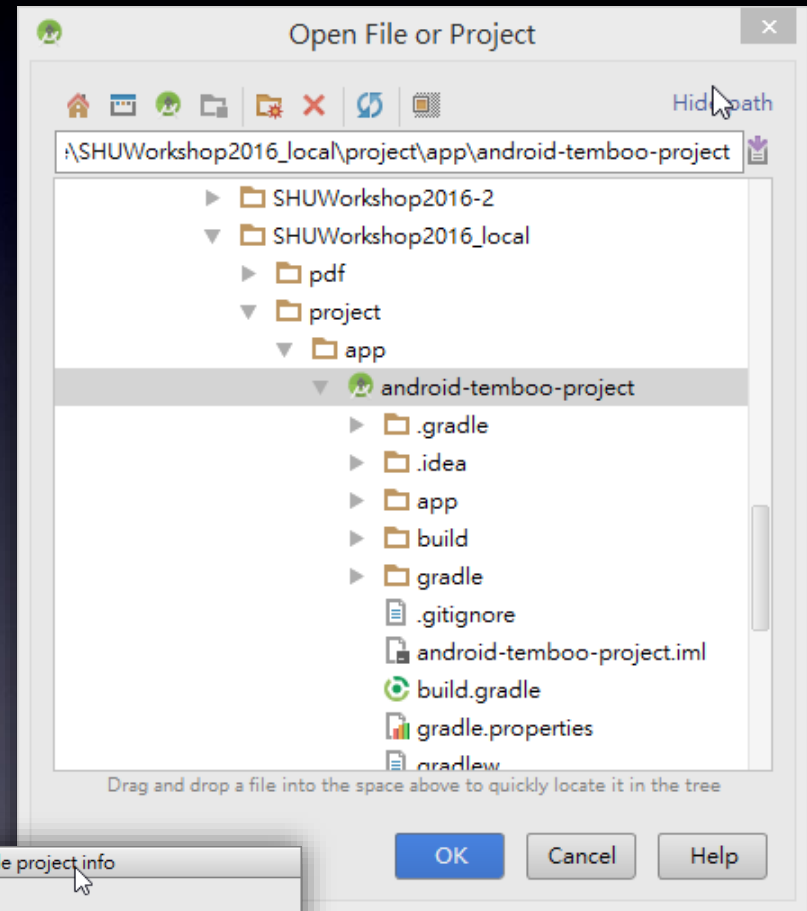 Open File or Project
Hide path
:\SHUWorkshop2016_local\project\app\android-temboo-project
SHUWorkshop2016-2
SHUWorkshop2016_local
pdf
project
app
android-temboo-project
.gradle
.idea
app
build
gradle
.gitignore
android-temboo-project.iml
build.gradle
gradle.properties
gradlew
Drag and drop a file into the space above to quickly locate it in the tree
OK Cancel Help
project info